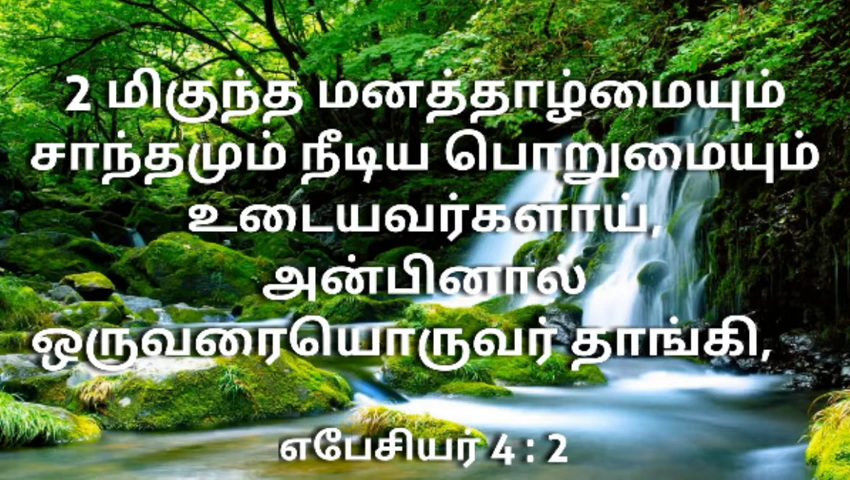 2 மிகுந்த மனத்தாழ்மையும்
சாந்தமும் நீடிய பொறுமையும்
உடையவர்களாய்,
அன்பினால்
ஒருவரையொருவர் தாங்கி,
எபேசியர் 4 : 2